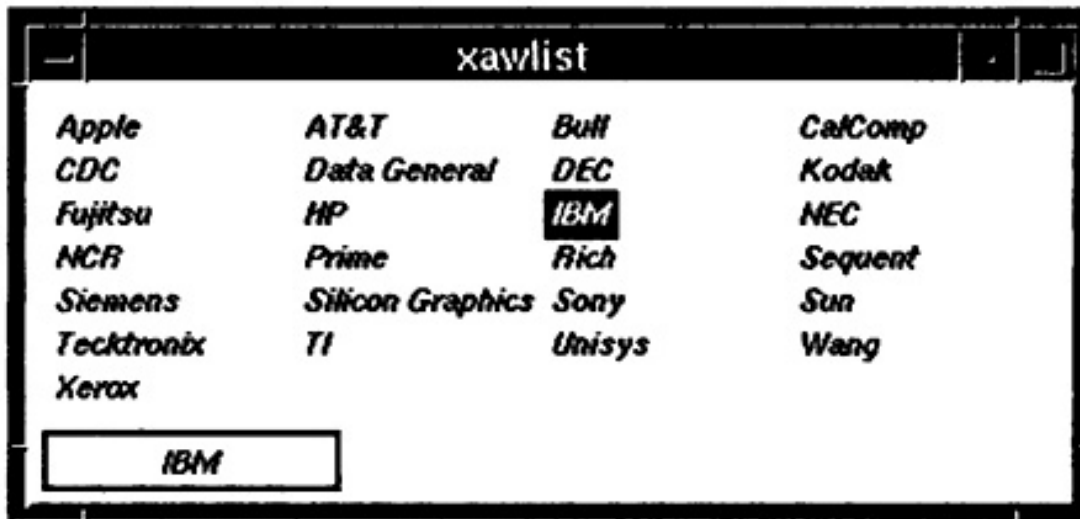 xawlist
Apple AT&T Bull CalComp
CDC Data General DEC Kodak
Fujitsu HP IBM NEC
NCR Prime Rich Sequent
Siemens Silicon Graphics Sony Sun
Tecktronix TI Unisys Wang
Xerox
IBM